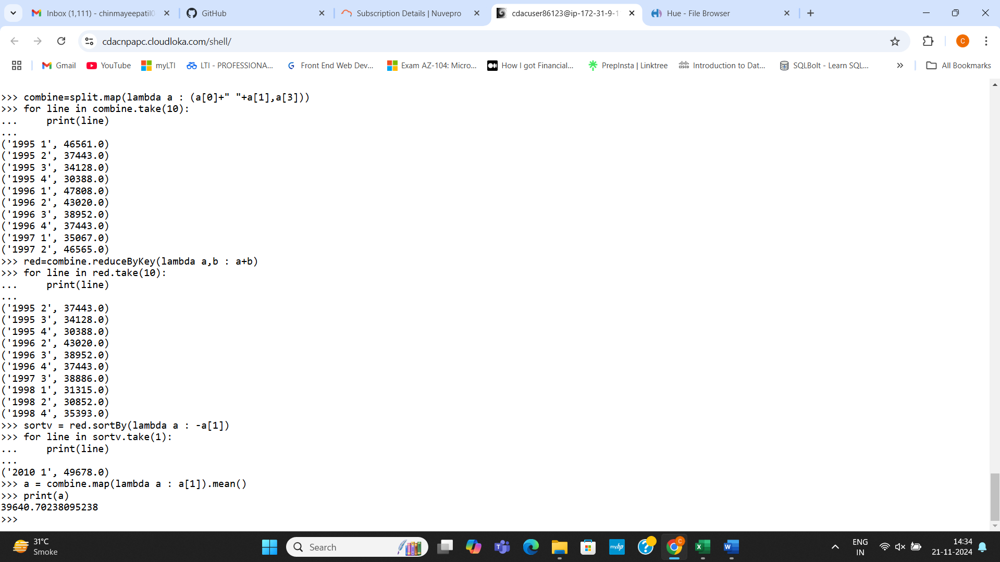 Inbox (1,111) - chinmayeepatil0
GitHub
Subscription Details | Nuvepro
cdacuser86123@ip-172-31-9-1
Hue - File Browser
cdacnpapc.cloudloka.com/shell/
C
Gmail
YouTube
myLTI
LTI - PROFESSIONA...
Front End Web Dev...
Exam AZ-104: Micro...
How I got Financial...
PrepInsta | Linktree
Introduction to Dat...
SQLBolt - Learn SQL...
All Bookmarks
>>> combine=split.map(lambda a : (a[0]+" "+a[1],a[3]))
>>> for line in combine.take(10):
...     print(line)
...
('1995 1', 46561.0)
('1995 2', 37443.0)
('1995 3', 34128.0)
('1995 4', 30388.0)
('1996 1', 47808.0)
('1996 2', 43020.0)
('1996 3', 38952.0)
('1996 4', 37443.0)
('1997 1', 35067.0)
('1997 2', 46565.0)
>>> red=combine.reduceByKey(lambda a,b : a+b)
>>> for line in red.take(10):
...     print(line)
...
('1995 2', 37443.0)
('1995 3', 34128.0)
('1995 4', 30388.0)
('1996 2', 43020.0)
('1996 3', 38952.0)
('1996 4', 37443.0)
('1997 3', 38886.0)
('1998 1', 31315.0)
('1998 2', 30852.0)
('1998 4', 35393.0)
>>> sortv = red.sortBy(lambda a : -a[1])
>>> for line in sortv.take(1):
...     print(line)
...
('2010 1', 49678.0)
>>> a = combine.map(lambda a : a[1]).mean()
>>> print(a)
39640.70238095238
>>>
31°C
Smoke
Search
myhp
ENG
IN
14:34
21-11-2024